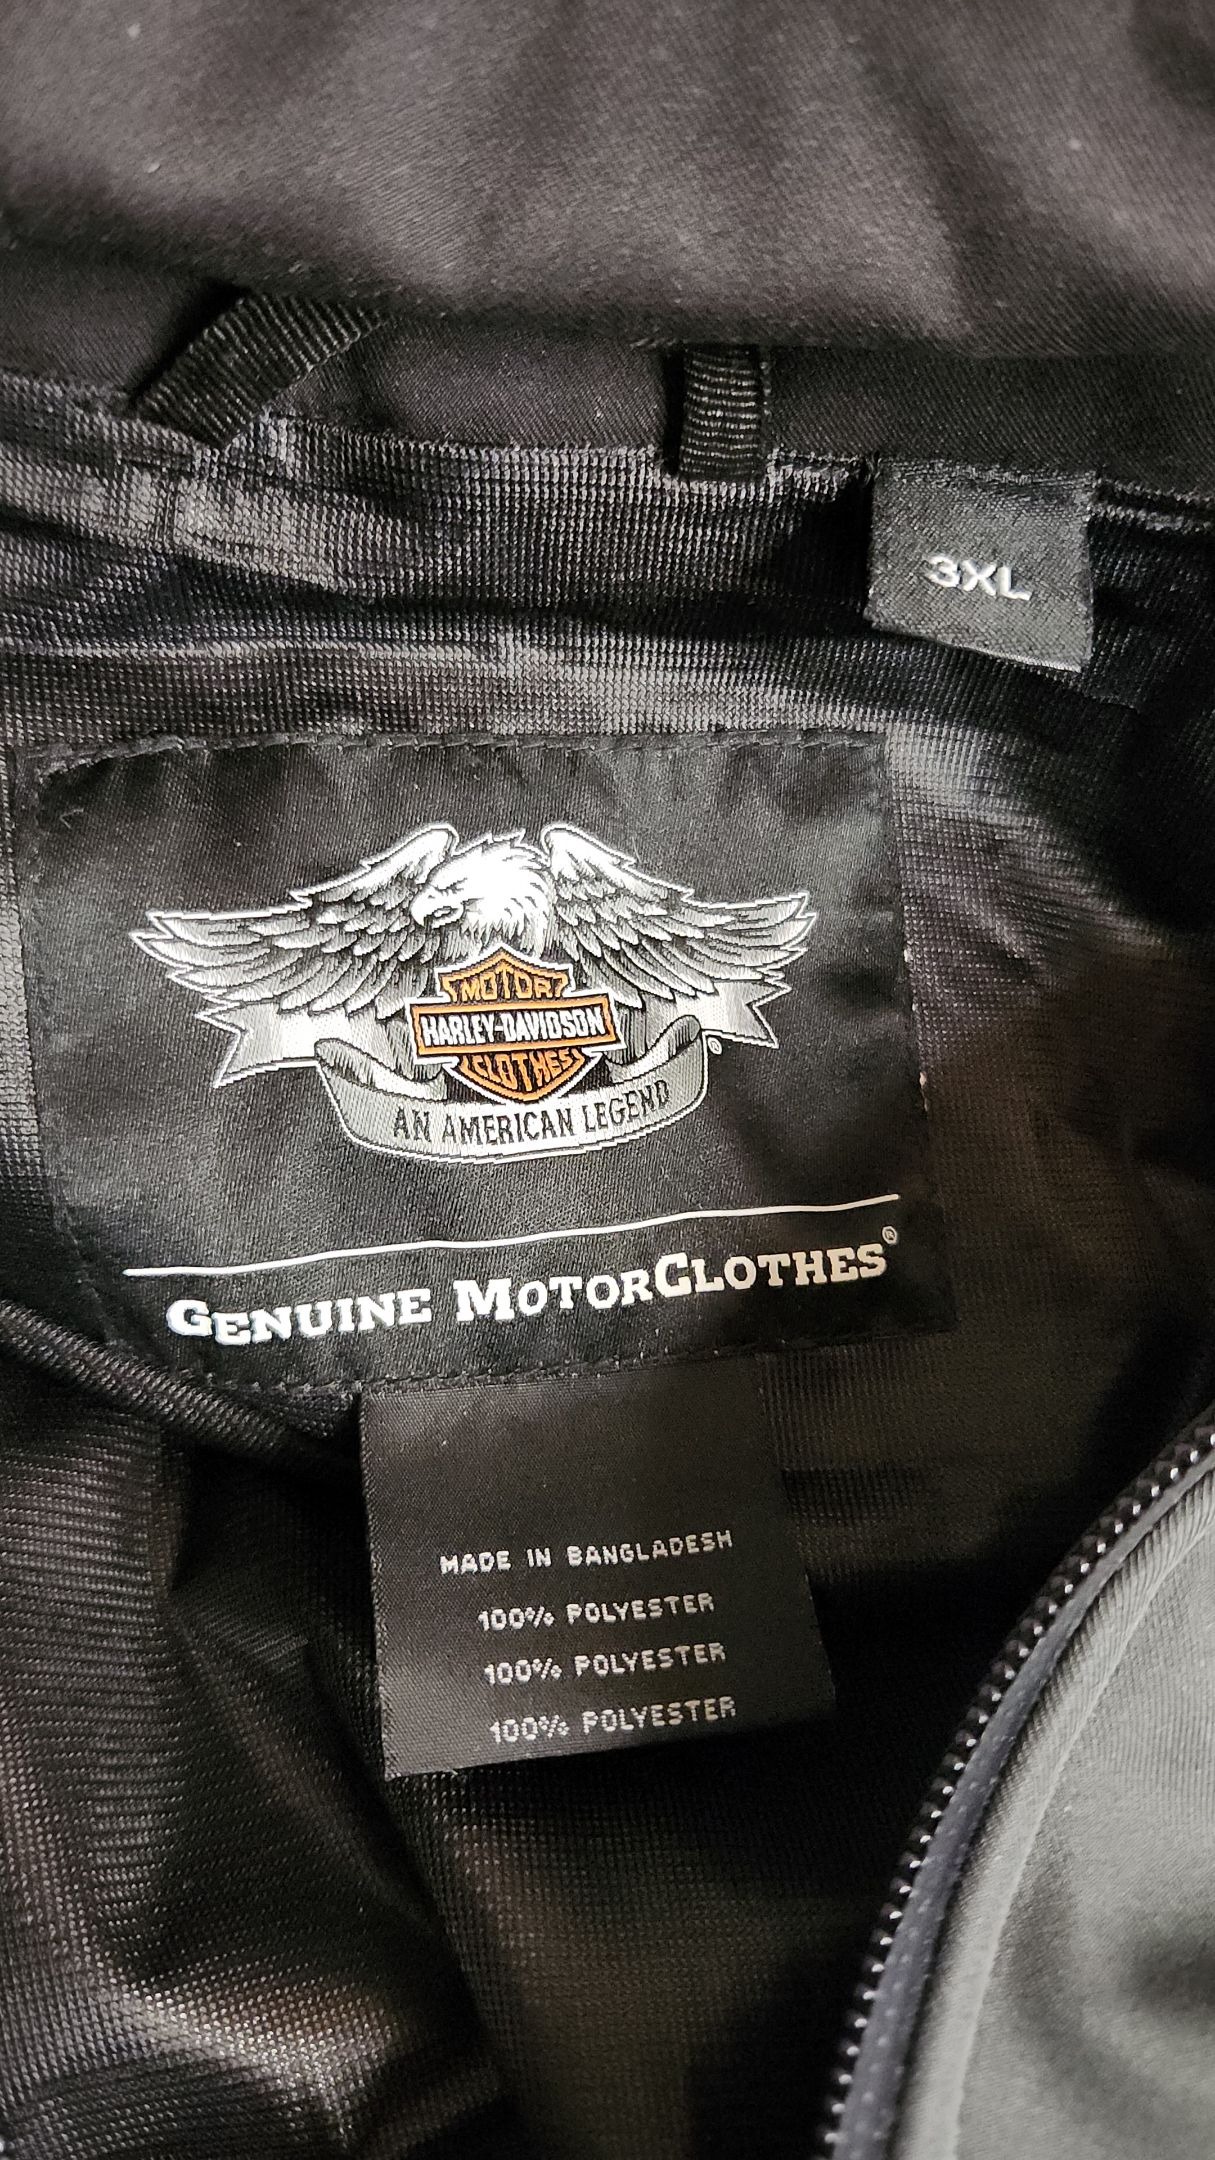 3XL
MOTOR
HARLEY-DAVIDSON
CLOTHES
®
AN AMERICAN LEGEND
GENUINE MOTORCLOTHES®
MADE IN BANGLADESH
100% POLYESTER
100% POLYESTER
100% POLYESTER